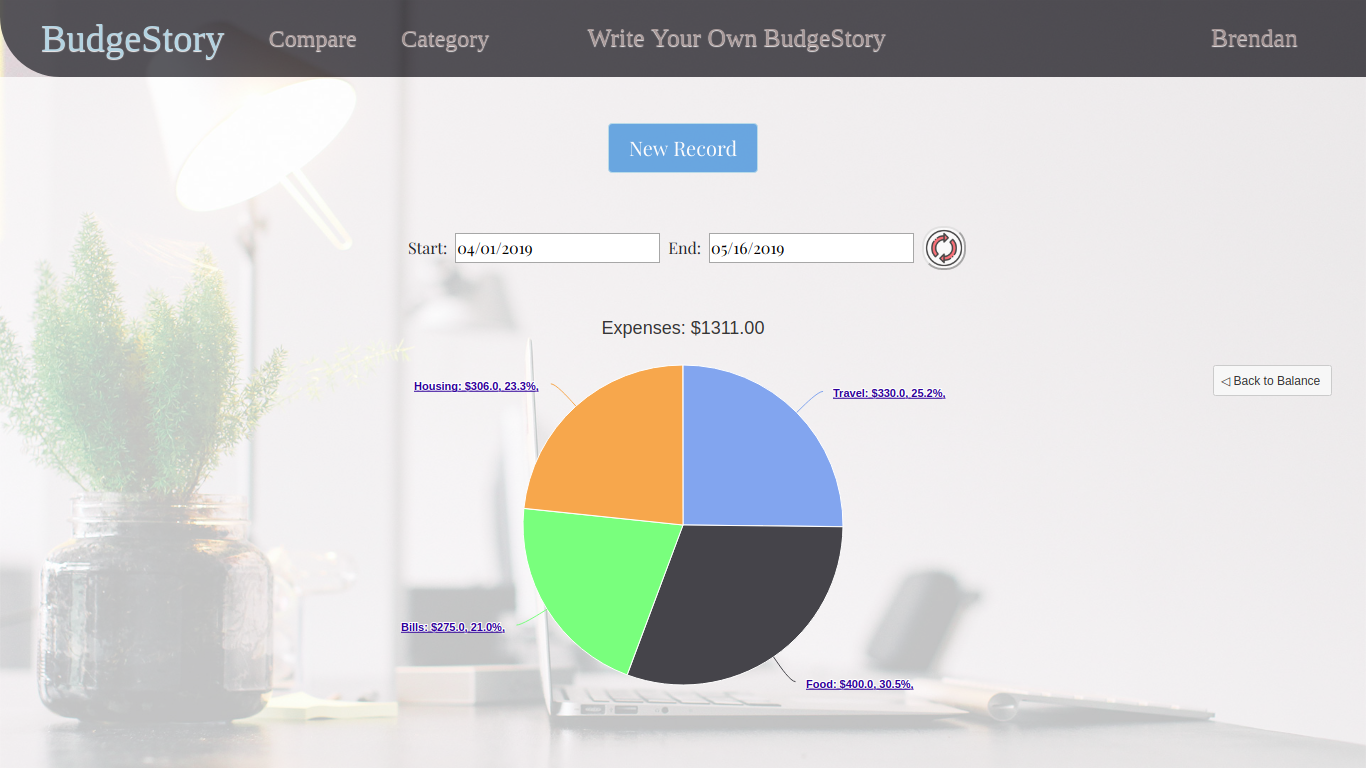 BudgeStory Compare Category Write Your Own BudgeStory Brendan
New Record
Start: 04/01/2019 End: 05/16/2019
Expenses: $1311.00
Housing: $306.0, 23.3%,
Travel: $330.0, 25.2%,
◁ Back to Balance
Bills: $275.0, 21.0%,
Food: $400.0, 30.5%,